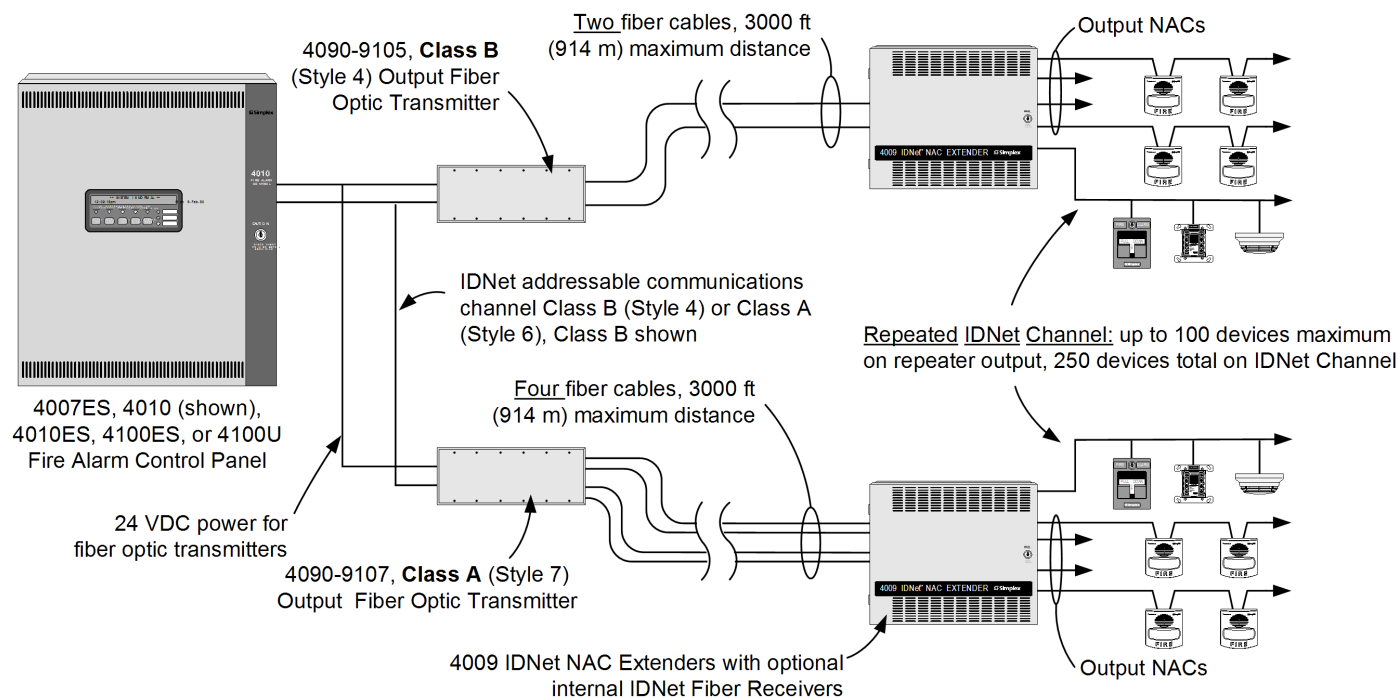 Two fiber cables, 3000 ft
(914 m) maximum distance
Output NACs
4090-9105, Class B
(Style 4) Output Fiber
Optic Transmitter
Simplex
4010
4009 IDNet NAC EXTENDER Simplex
FIRE FIRE
FIRE FIRE
IDNet addressable communications
channel Class B (Style 4) or Class A
(Style 6), Class B shown
Repeated IDNet Channel: up to 100 devices maximum
on repeater output, 250 devices total on IDNet Channel
4007ES, 4010 (shown),
4010ES, 4100ES, or 4100U
Fire Alarm Control Panel
Four fiber cables, 3000 ft
(914 m) maximum distance
24 VDC power for
fiber optic transmitters
4090-9107, Class A (Style 7)
Output Fiber Optic Transmitter
4009 IDNet NAC EXTENDER Simplex
FIRE FIRE
FIRE FIRE
4009 IDNet NAC Extenders with optional
internal IDNet Fiber Receivers
Output NACs